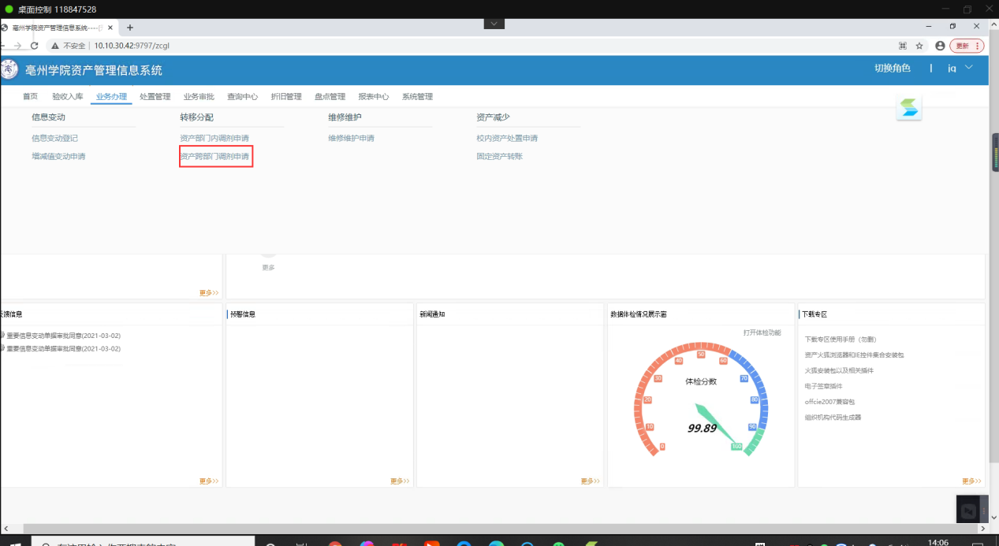 桌面控制 118847528
亳州学院资产管理信息系统----[
不安全 | 10.10.30.42:9797/zcgl
更新
亳州学院资产管理信息系统
切换角色 | jq
首页 验收入库 业务办理 处置管理 业务审批 查询中心 折旧管理 盘点管理 报表中心 系统管理
信息变动 转移分配 维修维护 资产减少
信息变动登记 资产部门内调剂申请 维修维护申请 校内资产处置申请
增减值变动申请 资产跨部门调剂申请 固定资产转账
更多
更多>>
反馈信息 预警信息 新闻通知 数据体检情况展示窗 下载专区
打开体检功能
重要信息变动单据审批同意(2021-03-02)
重要信息变动单据审批同意(2021-03-02)
体检分数
0 10 20 30 40 50 60 70 80 90 100
99.89
下载专区使用手册（勿删）
资产火狐浏览器和IE控件集合安装包
火狐安装包以及相关插件
电子签章插件
offcie2007兼容包
组织机构代码生成器
更多>> 更多>> 更多>> 更多>>
14:06